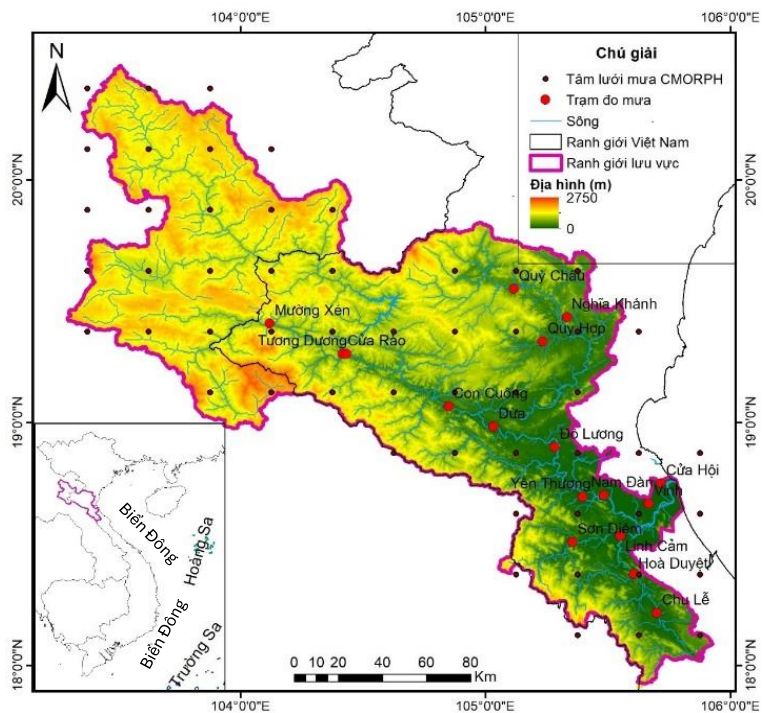 104°0'0"E
105°0'0"E
106°0'0"E
N
Chú giải
Tâm lưới mưa CMORPH
Trạm đo mưa
Sông
Ranh giới Việt Nam
Ranh giới lưu vực
Địa hình (m)
2750
0
20°0'0"N
20°0'0"N
Quỳ Châu
Nghĩa Khánh
Mường Xén
Quỳ Hợp
Tương Dương
Cửa Rào
Con Cuông
Dừa
19°0'0"N
19°0'0"N
Đô Lương
Cửa Hội
Yên Thượng
Nam Đàn
Vinh
Sơn Diệm
Linh Cảm
Hoà Duyệt
Chu Lễ
Biển Đông
Hoàng Sa
Biển Đông
Trường Sa
18°0'0"N
18°0'0"N
0 10 20 40 60 80
Km
104°0'0"E
105°0'0"E
106°0'0"E